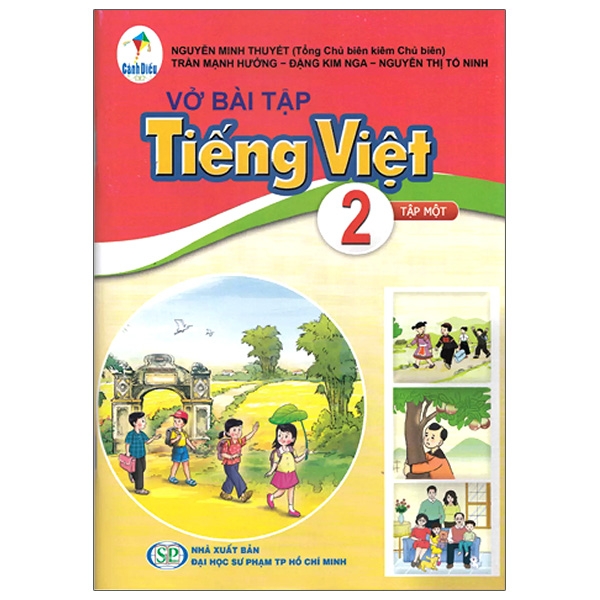 Cánh Diều
NGUYỄN MINH THUYẾT (Tổng Chủ biên kiêm Chủ biên)
TRẦN MẠNH HƯỞNG – ĐẶNG KIM NGA – NGUYỄN THỊ TỐ NINH
VỞ BÀI TẬP
Tiếng Việt
2
TẬP MỘT
SP
NHÀ XUẤT BẢN
ĐẠI HỌC SƯ PHẠM TP HỒ CHÍ MINH